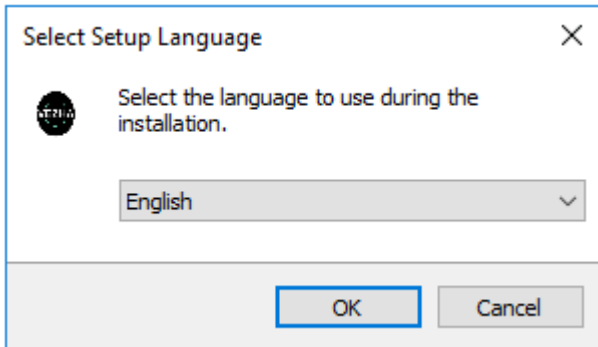 Select Setup Language
Select the language to use during the
installation.
English
OK
Cancel